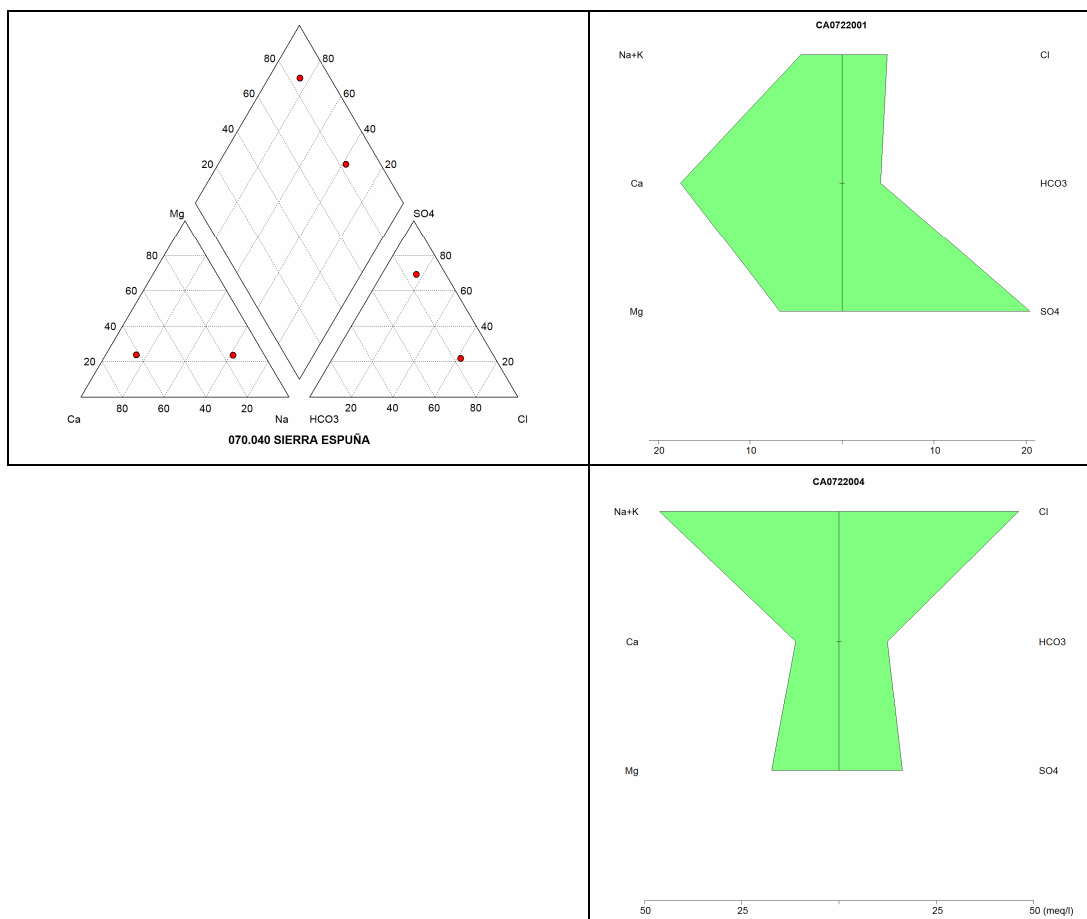 80 80
60 60
40 40
20 20
Mg SO4
80 80
60 60
40 40
20 20
80 60 40 20 20 40 60 80
Ca Na HCO3 Cl
070.040 SIERRA ESPUÑA
CA0722001
Na+K Cl
Ca HCO3
Mg SO4
20 10 10 20
CA0722004
Na+K Cl
Ca HCO3
Mg SO4
50 25 25 50 (meq/l)